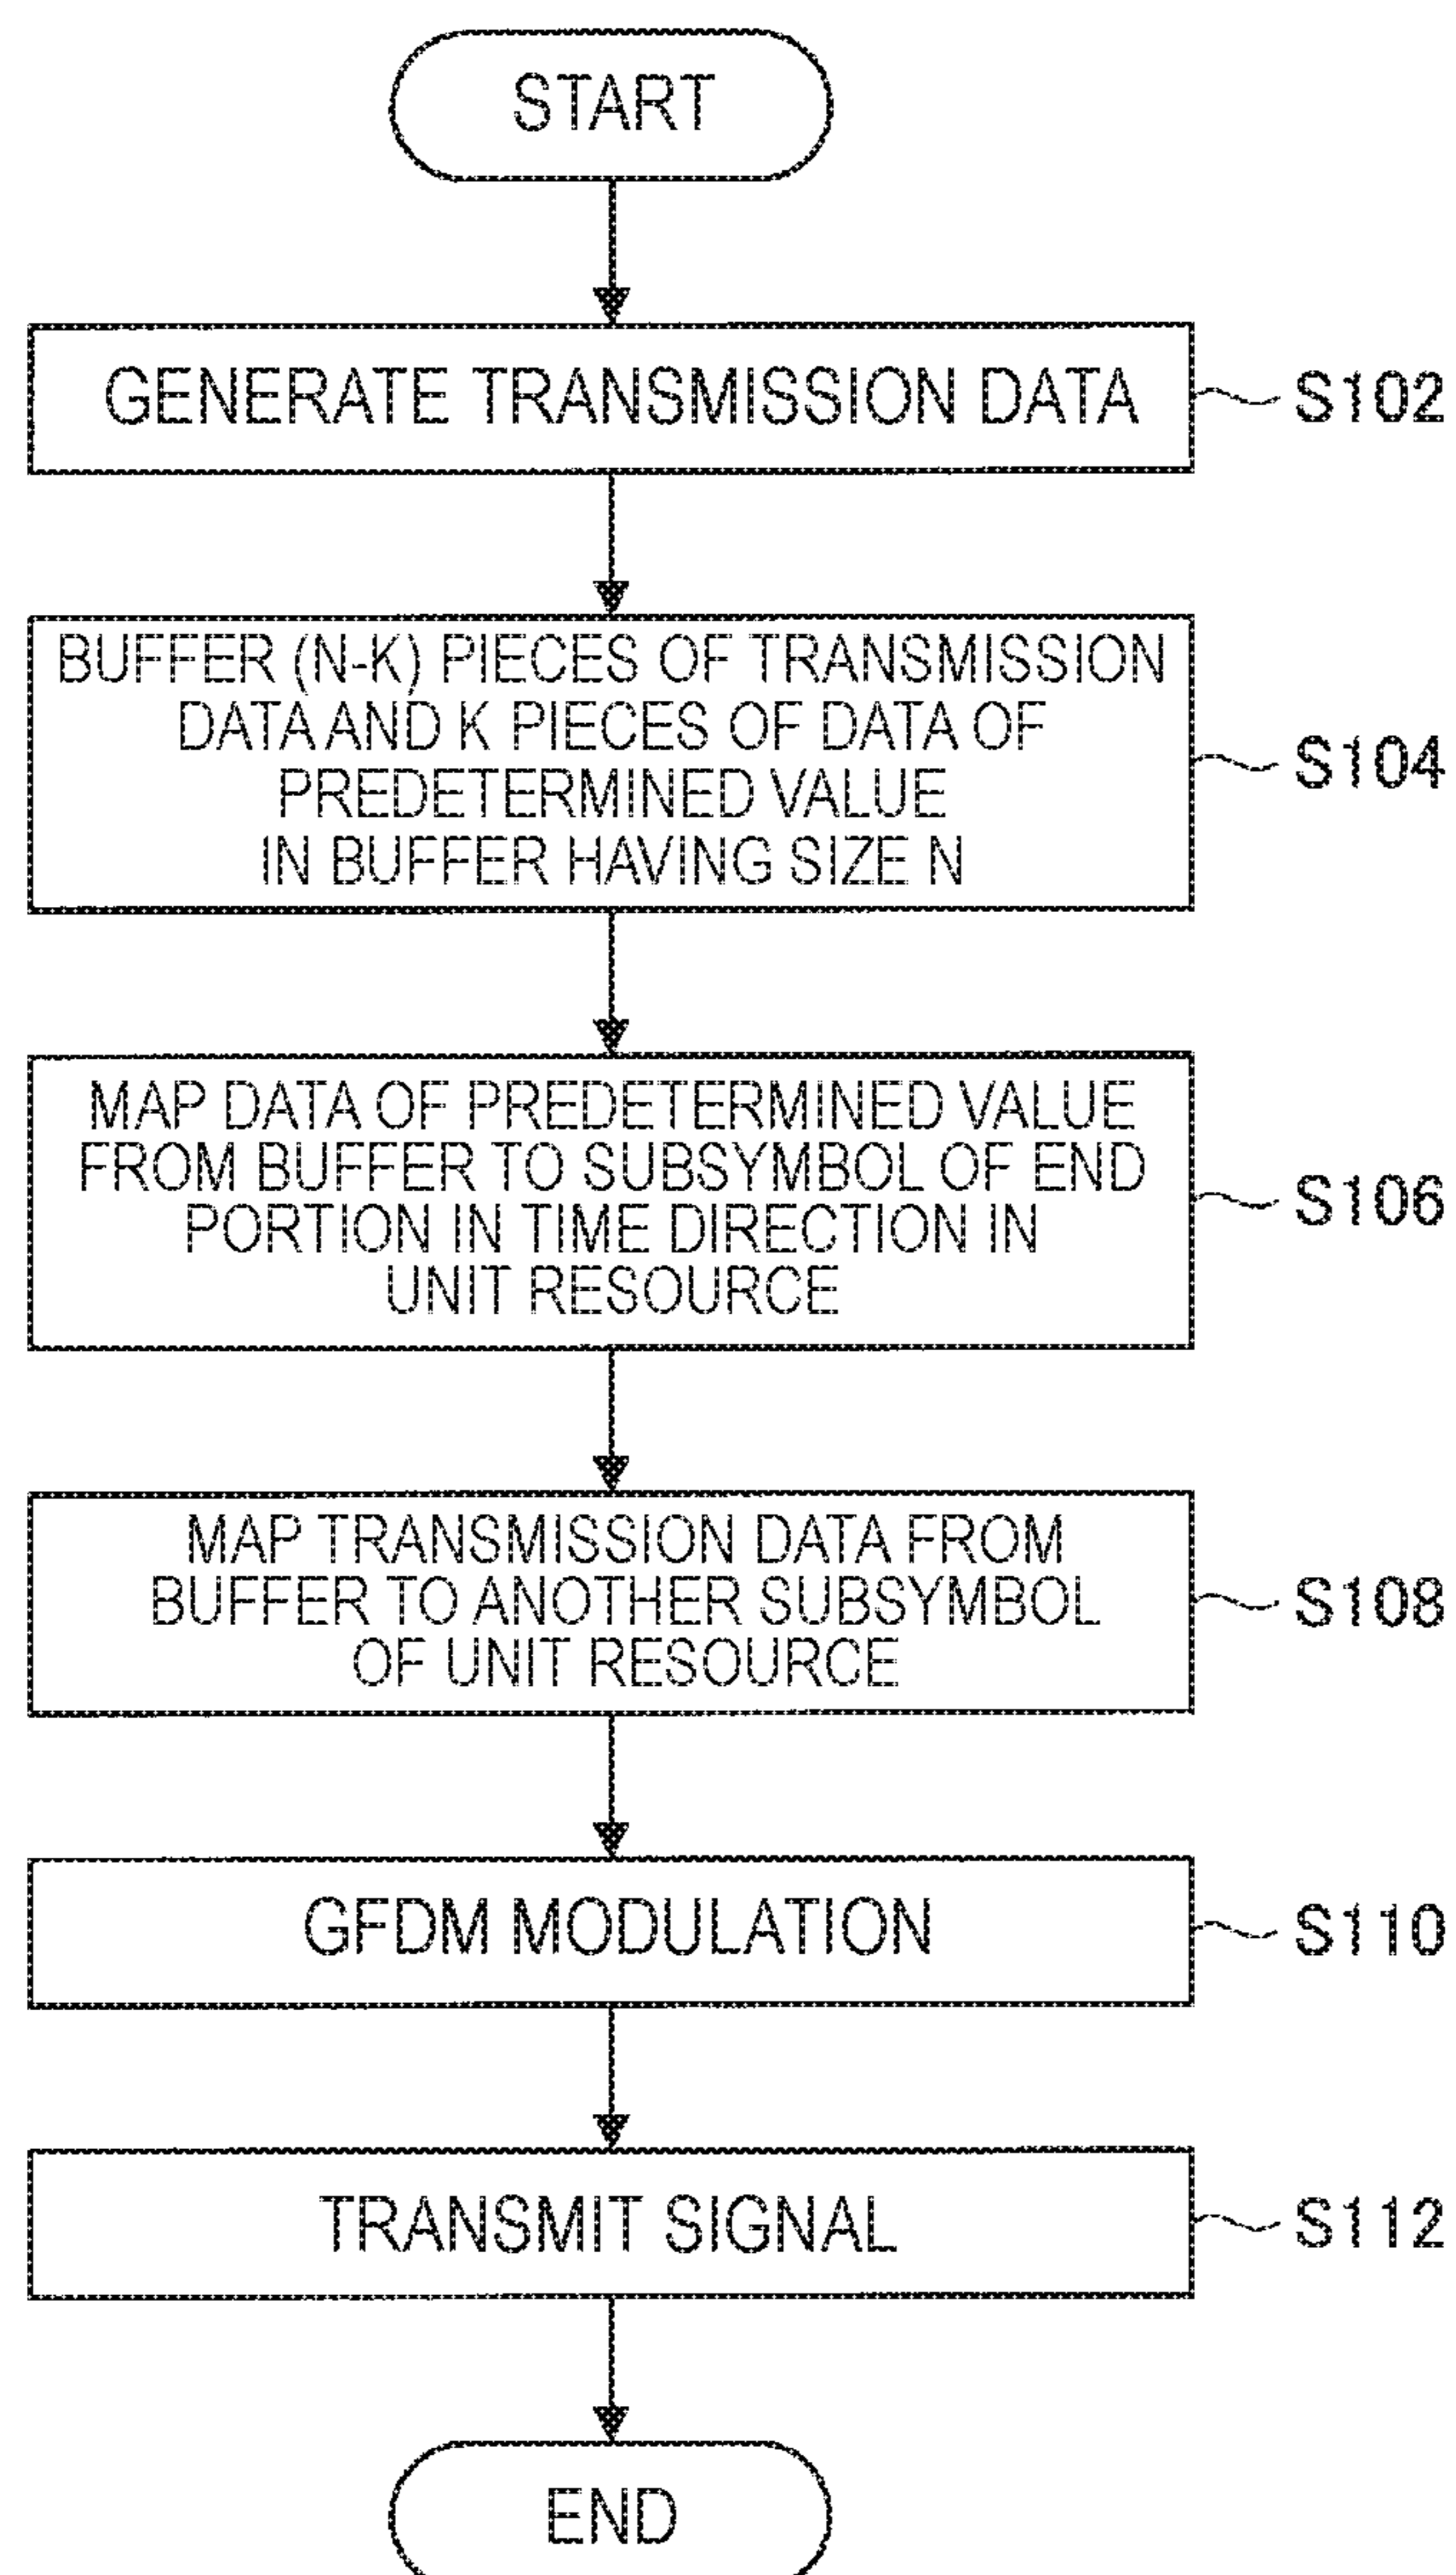 START
GENERATE TRANSMISSION DATA
S102
BUFFER (N-K) PIECES OF TRANSMISSION
DATA AND K PIECES OF DATA OF
PREDETERMINED VALUE
IN BUFFER HAVING SIZE N
S104
MAP DATA OF PREDETERMINED VALUE
FROM BUFFER TO SUBSYMBOL OF END
PORTION IN TIME DIRECTION IN
UNIT RESOURCE
S106
MAP TRANSMISSION DATA FROM
BUFFER TO ANOTHER SUBSYMBOL
OF UNIT RESOURCE
S108
GFDM MODULATION
S110
TRANSMIT SIGNAL
S112
END